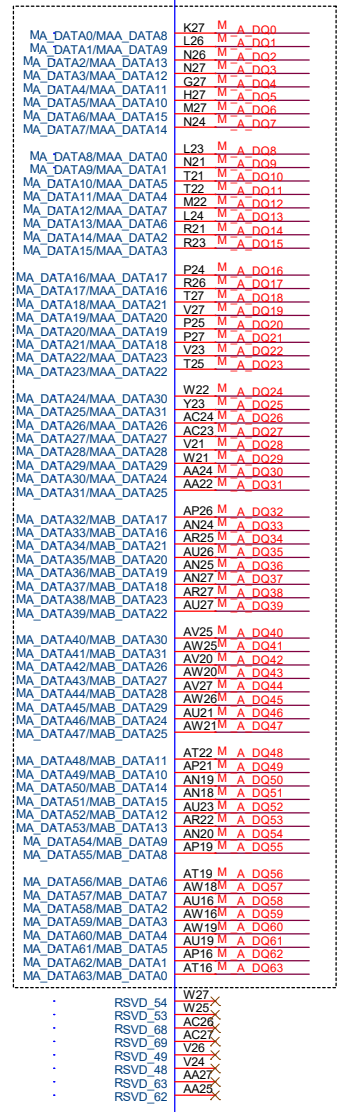 MA_DATA0/MAA_DATA8 K27 M_A_DQ0
MA_DATA1/MAA_DATA9 L26 M_A_DQ1
MA_DATA2/MAA_DATA13 N26 M_A_DQ2
MA_DATA3/MAA_DATA12 N27 M_A_DQ3
MA_DATA4/MAA_DATA11 G27 M_A_DQ4
MA_DATA5/MAA_DATA10 H27 M_A_DQ5
MA_DATA6/MAA_DATA15 M27 M_A_DQ6
MA_DATA7/MAA_DATA14 N24 M_A_DQ7
MA_DATA8/MAA_DATA0 L23 M_A_DQ8
MA_DATA9/MAA_DATA1 N21 M_A_DQ9
MA_DATA10/MAA_DATA5 T21 M_A_DQ10
MA_DATA11/MAA_DATA4 T22 M_A_DQ11
MA_DATA12/MAA_DATA7 M22 M_A_DQ12
MA_DATA13/MAA_DATA6 L24 M_A_DQ13
MA_DATA14/MAA_DATA2 R21 M_A_DQ14
MA_DATA15/MAA_DATA3 R23 M_A_DQ15
MA_DATA16/MAA_DATA17 P24 M_A_DQ16
MA_DATA17/MAA_DATA16 R26 M_A_DQ17
MA_DATA18/MAA_DATA21 T27 M_A_DQ18
MA_DATA19/MAA_DATA20 V27 M_A_DQ19
MA_DATA20/MAA_DATA19 P25 M_A_DQ20
MA_DATA21/MAA_DATA18 P27 M_A_DQ21
MA_DATA22/MAA_DATA23 V23 M_A_DQ22
MA_DATA23/MAA_DATA22 T25 M_A_DQ23
MA_DATA24/MAA_DATA30 W22 M_A_DQ24
MA_DATA25/MAA_DATA31 Y23 M_A_DQ25
MA_DATA26/MAA_DATA26 AC24 M_A_DQ26
MA_DATA27/MAA_DATA27 AC23 M_A_DQ27
MA_DATA28/MAA_DATA28 V21 M_A_DQ28
MA_DATA29/MAA_DATA29 W21 M_A_DQ29
MA_DATA30/MAA_DATA24 AA24 M_A_DQ30
MA_DATA31/MAA_DATA25 AA22 M_A_DQ31
MA_DATA32/MAB_DATA17 AP26 M_A_DQ32
MA_DATA33/MAB_DATA16 AN24 M_A_DQ33
MA_DATA34/MAB_DATA21 AR25 M_A_DQ34
MA_DATA35/MAB_DATA20 AU26 M_A_DQ35
MA_DATA36/MAB_DATA19 AN25 M_A_DQ36
MA_DATA37/MAB_DATA18 AN27 M_A_DQ37
MA_DATA38/MAB_DATA23 AR27 M_A_DQ38
MA_DATA39/MAB_DATA22 AU27 M_A_DQ39
MA_DATA40/MAB_DATA30 AV25 M_A_DQ40
MA_DATA41/MAB_DATA31 AW25 M_A_DQ41
MA_DATA42/MAB_DATA26 AV20 M_A_DQ42
MA_DATA43/MAB_DATA27 AW20 M_A_DQ43
MA_DATA44/MAB_DATA28 AV27 M_A_DQ44
MA_DATA45/MAB_DATA29 AW26 M_A_DQ45
MA_DATA46/MAB_DATA24 AU21 M_A_DQ46
MA_DATA47/MAB_DATA25 AW21 M_A_DQ47
MA_DATA48/MAB_DATA11 AT22 M_A_DQ48
MA_DATA49/MAB_DATA10 AP21 M_A_DQ49
MA_DATA50/MAB_DATA14 AN19 M_A_DQ50
MA_DATA51/MAB_DATA15 AN18 M_A_DQ51
MA_DATA52/MAB_DATA12 AU23 M_A_DQ52
MA_DATA53/MAB_DATA13 AR22 M_A_DQ53
MA_DATA54/MAB_DATA9 AN20 M_A_DQ54
MA_DATA55/MAB_DATA8 AP19 M_A_DQ55
MA_DATA56/MAB_DATA6 AT19 M_A_DQ56
MA_DATA57/MAB_DATA7 AW18 M_A_DQ57
MA_DATA58/MAB_DATA2 AU16 M_A_DQ58
MA_DATA59/MAB_DATA3 AW16 M_A_DQ59
MA_DATA60/MAB_DATA4 AW19 M_A_DQ60
MA_DATA61/MAB_DATA5 AU19 M_A_DQ61
MA_DATA62/MAB_DATA1 AP16 M_A_DQ62
MA_DATA63/MAB_DATA0 AT16 M_A_DQ63
RSVD_54 W27
RSVD_53 W25
RSVD_68 AC26
RSVD_69 AC27
RSVD_49 V26
RSVD_48 V24
RSVD_63 AA27
RSVD_62 AA25